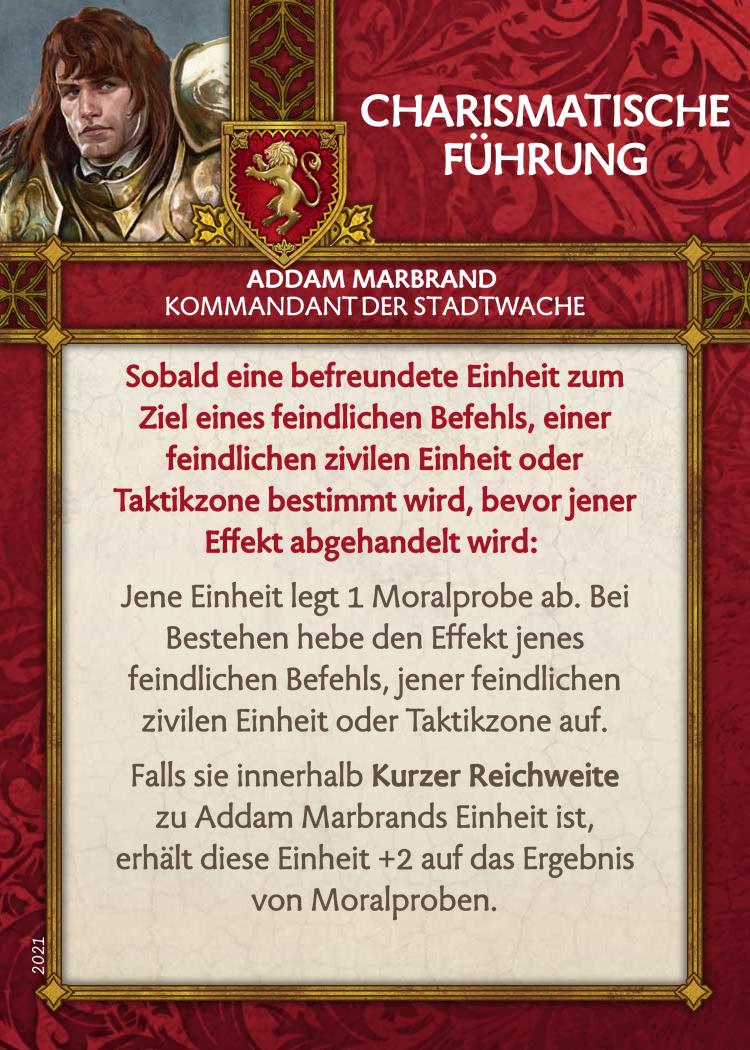 CHARISMATISCHE
FÜHRUNG
ADDAM MARBRAND
KOMMANDANT DER STADTWACHE
Sobald eine befreundete Einheit zum
Ziel eines feindlichen Befehls, einer
feindlichen zivilen Einheit oder
Taktikzone bestimmt wird, bevor jener
Effekt abgehandelt wird:
Jene Einheit legt 1 Moralprobe ab. Bei
Bestehen hebe den Effekt jenes
feindlichen Befehls, jener feindlichen
zivilen Einheit oder Taktikzone auf.
Falls sie innerhalb Kurzer Reichweite
zu Addam Marbrands Einheit ist,
erhält diese Einheit +2 auf das Ergebnis
von Moralproben.
2021